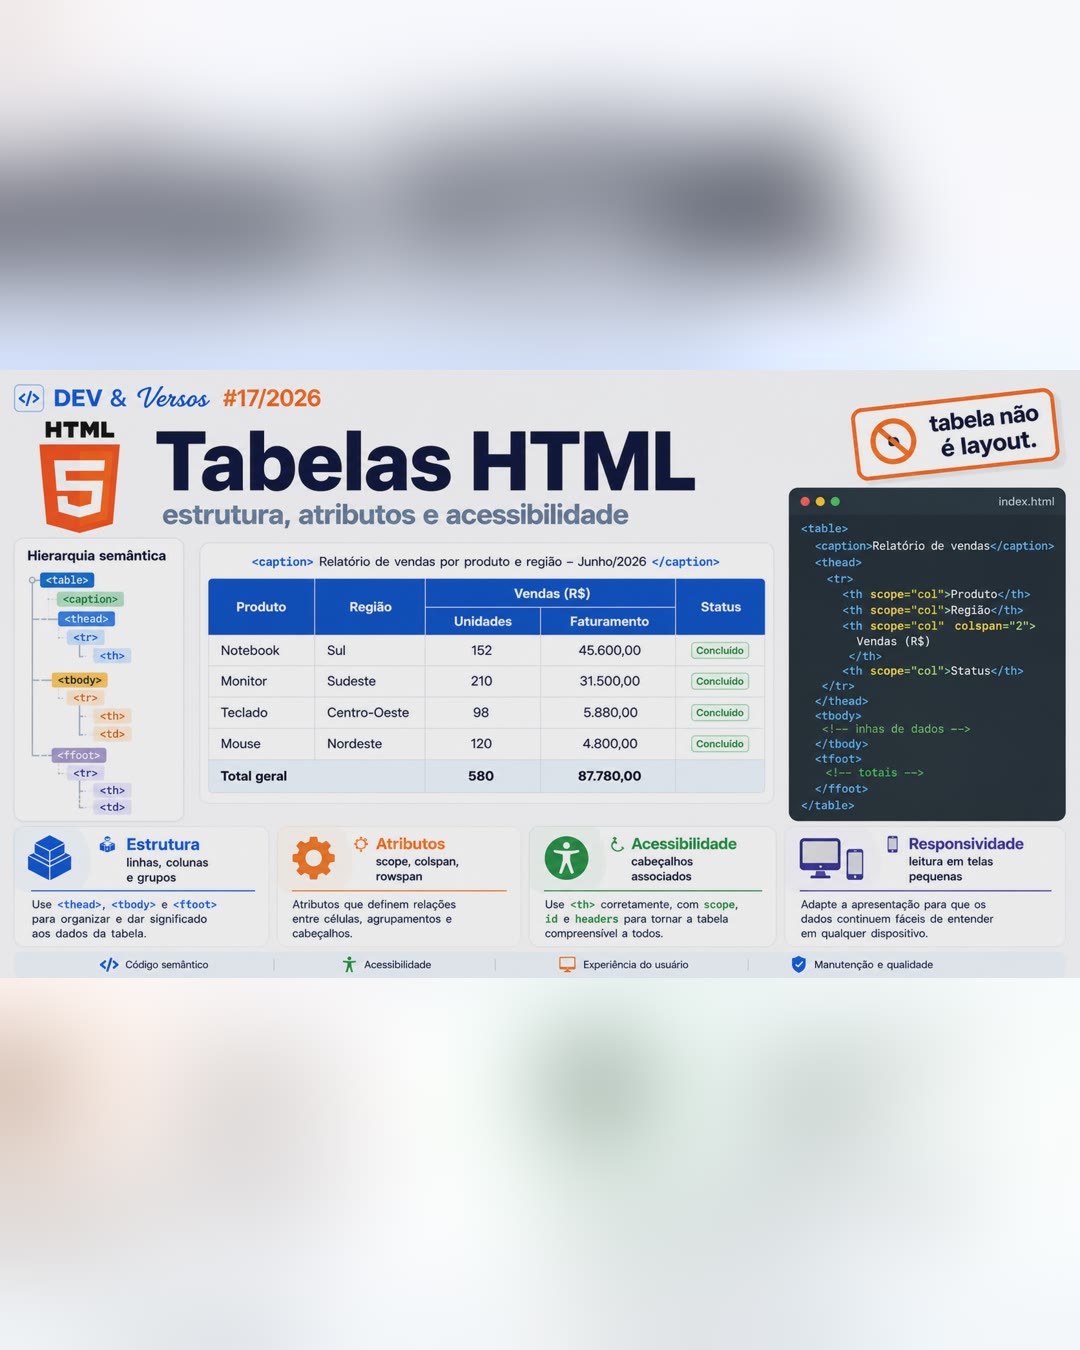 </> DEV & Versos #17/2026
tabela não
é layout.
HTML
5
Tabelas HTML
estrutura, atributos e acessibilidade
Hierarquia semântica
<table>
<caption>
<thead>
<tr>
<th>
<tbody>
<tr>
<th>
<td>
<ffoot>
<tr>
<th>
<td>
<caption> Relatório de vendas por produto e região – Junho/2026 </caption>
Produto Região Vendas (R$) Status
Unidades Faturamento
Notebook Sul 152 45.600,00 Concluído
Monitor Sudeste 210 31.500,00 Concluído
Teclado Centro-Oeste 98 5.880,00 Concluído
Mouse Nordeste 120 4.800,00 Concluído
Total geral 580 87.780,00
index.html
<table>
<caption>Relatório de vendas</caption>
<thead>
<tr>
<th scope="col">Produto</th>
<th scope="col">Região</th>
<th scope="col" colspan="2">
Vendas (R$)
</th>
<th scope="col">Status</th>
</tr>
</thead>
<tbody>
<!-- inhas de dados -->
</tbody>
<tfoot>
<!-- totais -->
</ffoot>
</table>
Estrutura
linhas, colunas
e grupos
Use <thead>, <tbody> e <ffoot>
para organizar e dar significado
aos dados da tabela.
Atributos
scope, colspan,
rowspan
Atributos que definem relações
entre células, agrupamentos e
cabeçalhos.
Acessibilidade
cabeçalhos
associados
Use <th> corretamente, com scope,
id e headers para tornar a tabela
compreensível a todos.
Responsividade
leitura em telas
pequenas
Adapte a apresentação para que os
dados continuem fáceis de entender
em qualquer dispositivo.
</> Código semântico
Acessibilidade
Experiência do usuário
Manutenção e qualidade